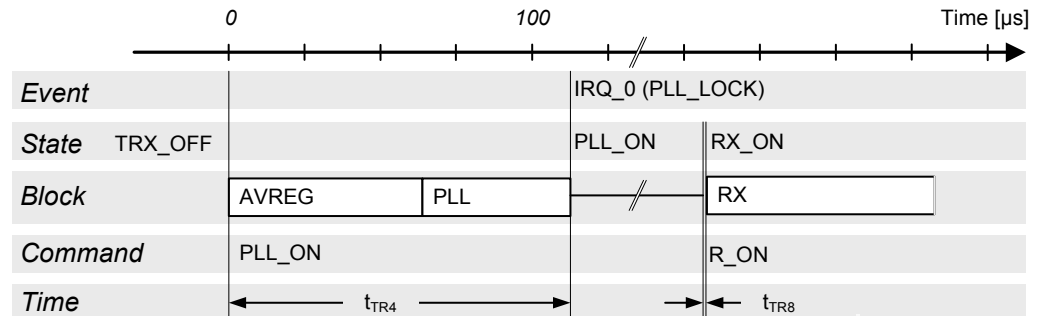 0 100 Time [µs]
Event IRQ_0 (PLL_LOCK)
State TRX_OFF PLL_ON RX_ON
Block AVREG PLL RX
Command PLL_ON R_ON
Time tTR4 tTR8